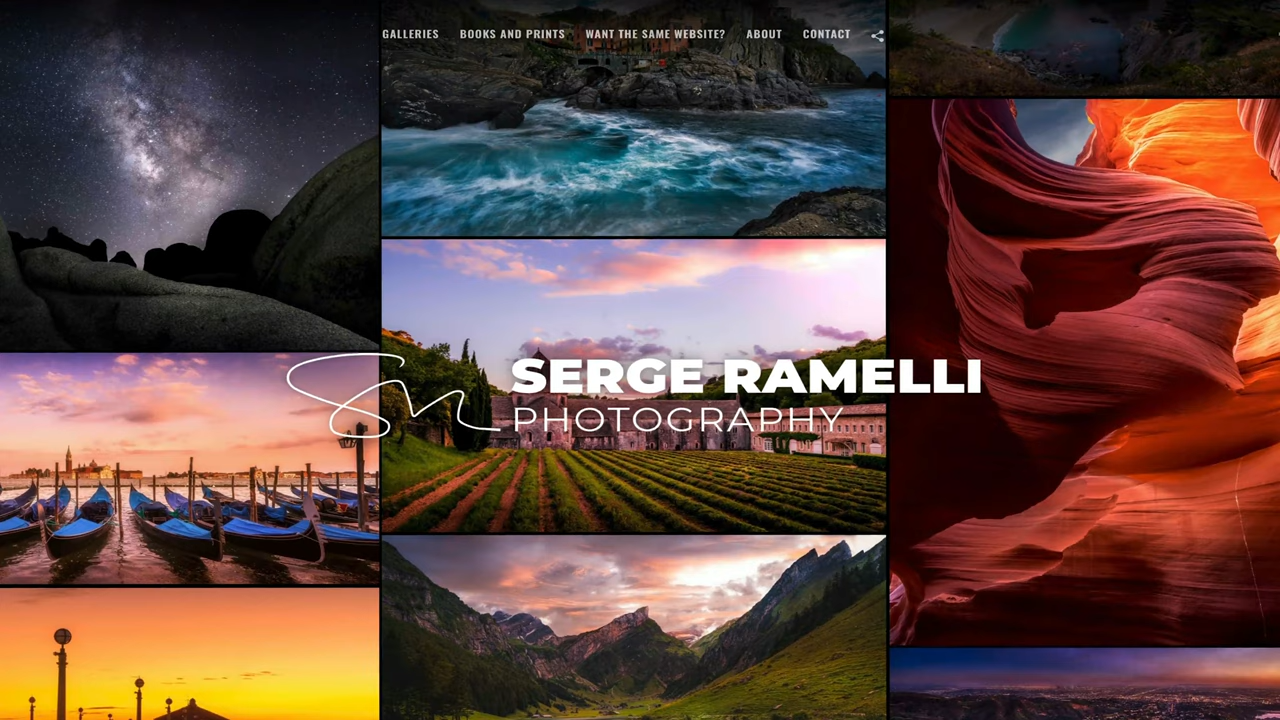 GALLERIES BOOKS AND PRINTS WANT THE SAME WEBSITE? ABOUT CONTACT
SERGE RAMELLI
PHOTOGRAPHY